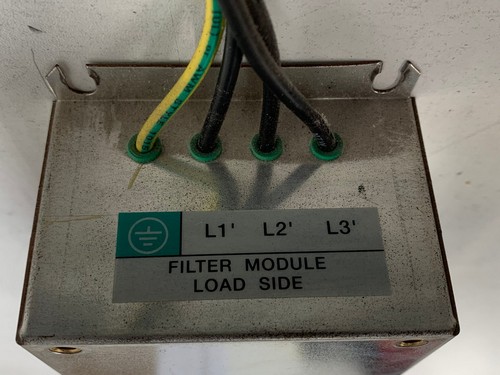 L1' L2' L3'
FILTER MODULE
LOAD SIDE